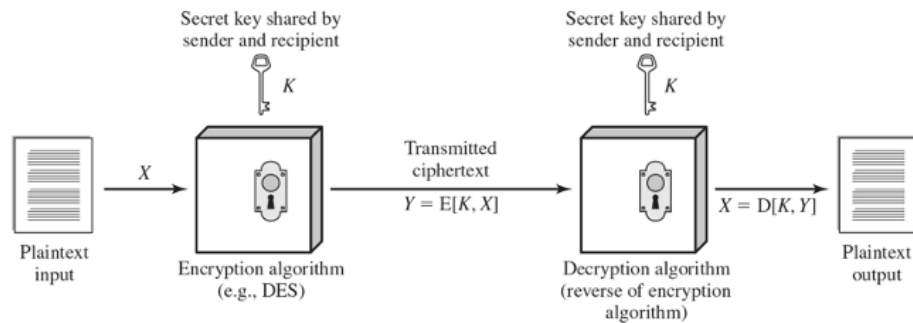 Secret key shared by
sender and recipient
K
Secret key shared by
sender and recipient
K
X
Transmitted
ciphertext
Y = E[K, X]
X = D[K, Y]
Plaintext
input
Encryption algorithm
(e.g., DES)
Decryption algorithm
(reverse of encryption
algorithm)
Plaintext
output